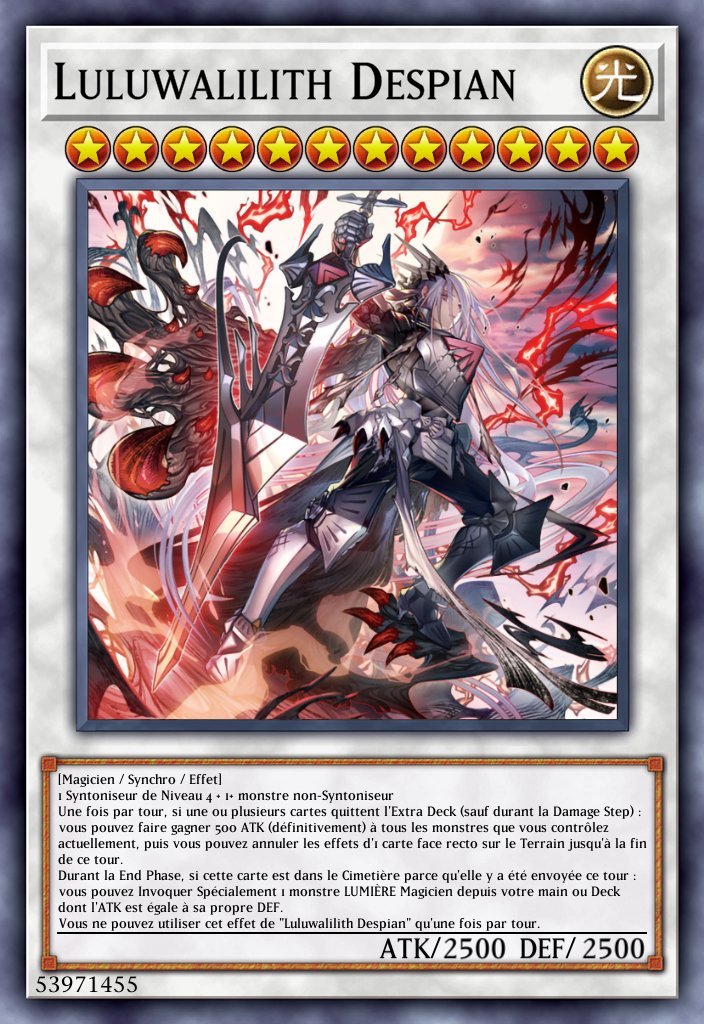 Luluwalilith Despian
光
[Magicien / Synchro / Effet]
1 Syntoniseur de Niveau 4 + 1+ monstre non-Syntoniseur
Une fois par tour, si une ou plusieurs cartes quittent l'Extra Deck (sauf durant la Damage Step) :
vous pouvez faire gagner 500 ATK (définitivement) à tous les monstres que vous contrôlez
actuellement, puis vous pouvez annuler les effets d'1 carte face recto sur le Terrain jusqu'à la fin
de ce tour.
Durant la End Phase, si cette carte est dans le Cimetière parce qu'elle y a été envoyée ce tour :
vous pouvez Invoquer Spécialement 1 monstre LUMIÈRE Magicien depuis votre main ou Deck
dont l'ATK est égale à sa propre DEF.
Vous ne pouvez utiliser cet effet de "Luluwalilith Despian" qu'une fois par tour.
ATK/2500 DEF/2500
53971455